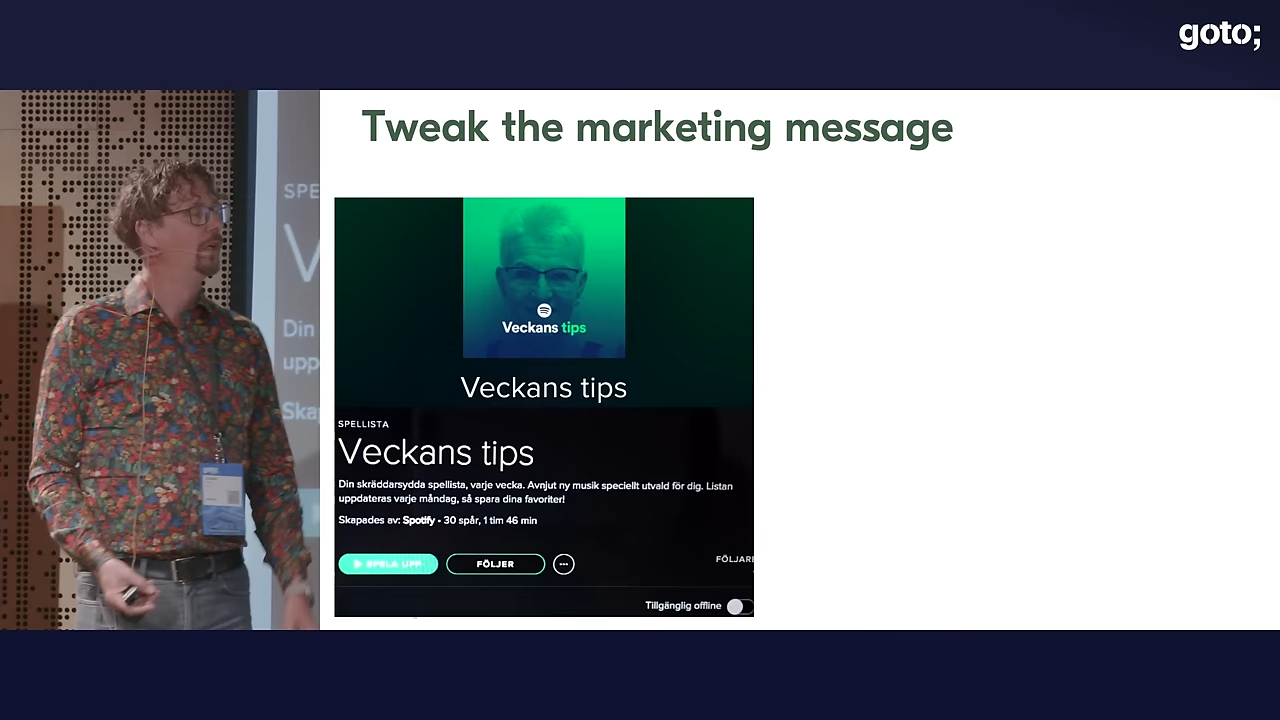 goto;
Tweak the marketing message
SPE
V
Din
upp
Ska
Veckans tips
Veckans tips
SPELLISTA
Veckans tips
Din skräddarsydda spellista, varje vecka. Avnjut ny musik speciellt utvald för dig. Listan
uppdateras varje måndag, så spara dina favoriter!
Skapades av: Spotify • 30 spår, 1 tim 46 min
SPELA UPP
FÖLJER
FÖLJARE
Tillgänglig offline